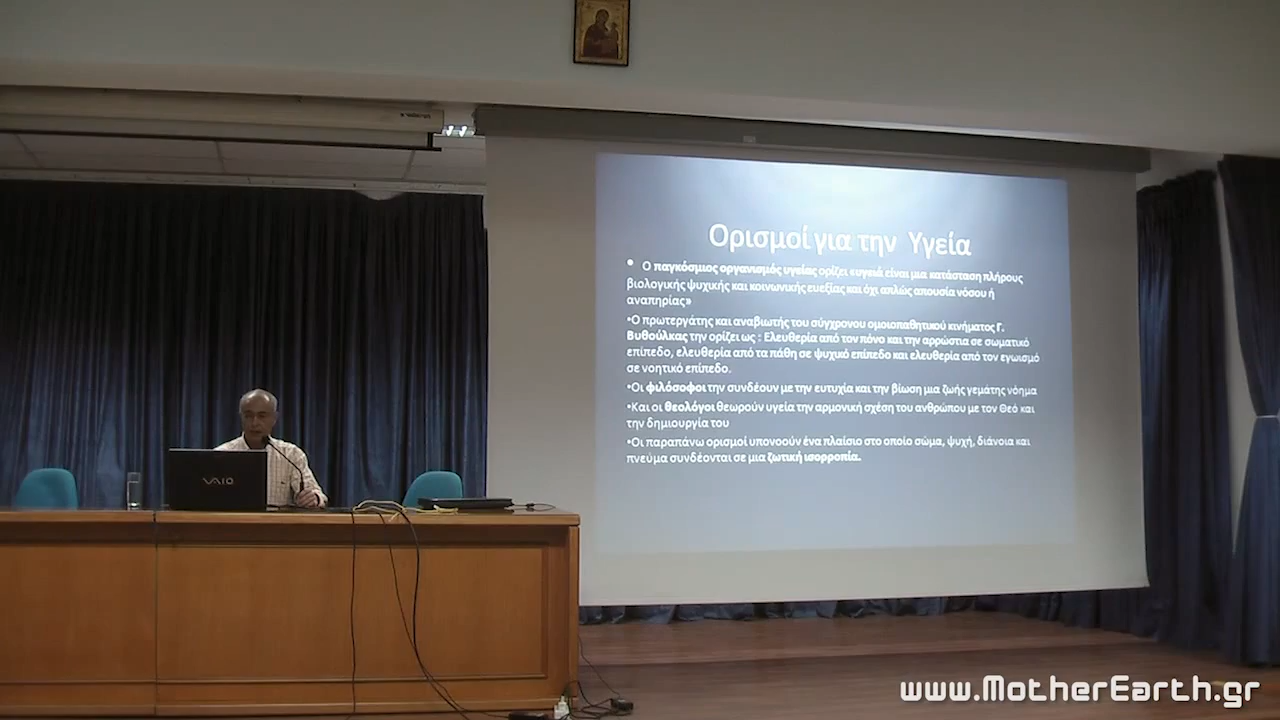 Ορισμοί για την Υγεία
• Ο παγκόσμιος οργανισμός υγείας ορίζει «υγειά είναι μια κατάσταση πλήρους
βιολογικής ψυχικής και κοινωνικής ευεξίας και όχι απλώς απουσία νόσου ή
αναπηρίας»
•Ο πρωτεργάτης και αναβιωτής του σύγχρονου ομοιοπαθητικού κινήματος Γ.
Βυθούλκας την ορίζει ως : Ελευθερία από τον πόνο και την αρρώστια σε σωματικό
επίπεδο, ελευθερία από τα πάθη σε ψυχικό επίπεδο και ελευθερία από τον εγωισμό
σε νοητικό επίπεδο.
•Οι φιλόσοφοι την συνδέουν με την ευτυχία και την βίωση μια ζωής γεμάτης νόημα
•Και οι θεολόγοι θεωρούν υγεία την αρμονική σχέση του ανθρώπου με τον Θεό και
την δημιουργία του
•Οι παραπάνω ορισμοί υπονοούν ένα πλαίσιο στο οποίο σώμα, ψυχή, διάνοια και
πνεύμα συνδέονται σε μια ζωτική ισορροπία.
VAIO
www.MotherEarth.gr